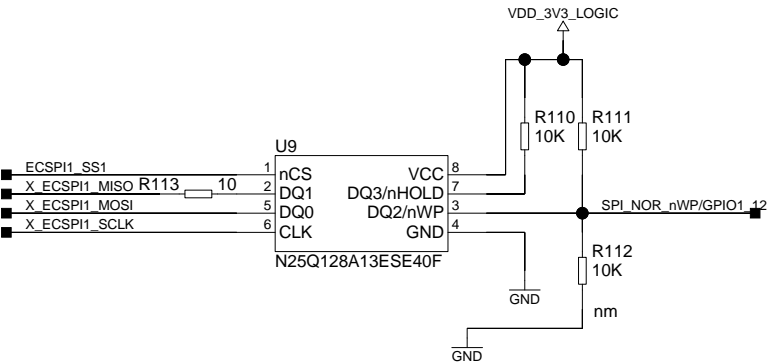 VDD_3V3_LOGIC
R110
10K
R111
10K
U9
ECSPI1_SS1
1
nCS
VCC
8
X_ECSPI1_MISO
R113
10
2
DQ1
DQ3/nHOLD
7
X_ECSPI1_MOSI
5
DQ0
DQ2/nWP
3
SPI_NOR_nWP/GPIO1_12
X_ECSPI1_SCLK
6
CLK
GND
4
N25Q128A13ESE40F
R112
10K
GND
nm
GND